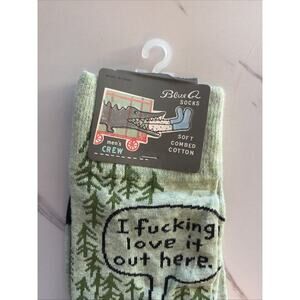 Blue Q
SOCKS
men's
CREW
SOFT
COMBED
COTTON
I fucking
love it
out here.